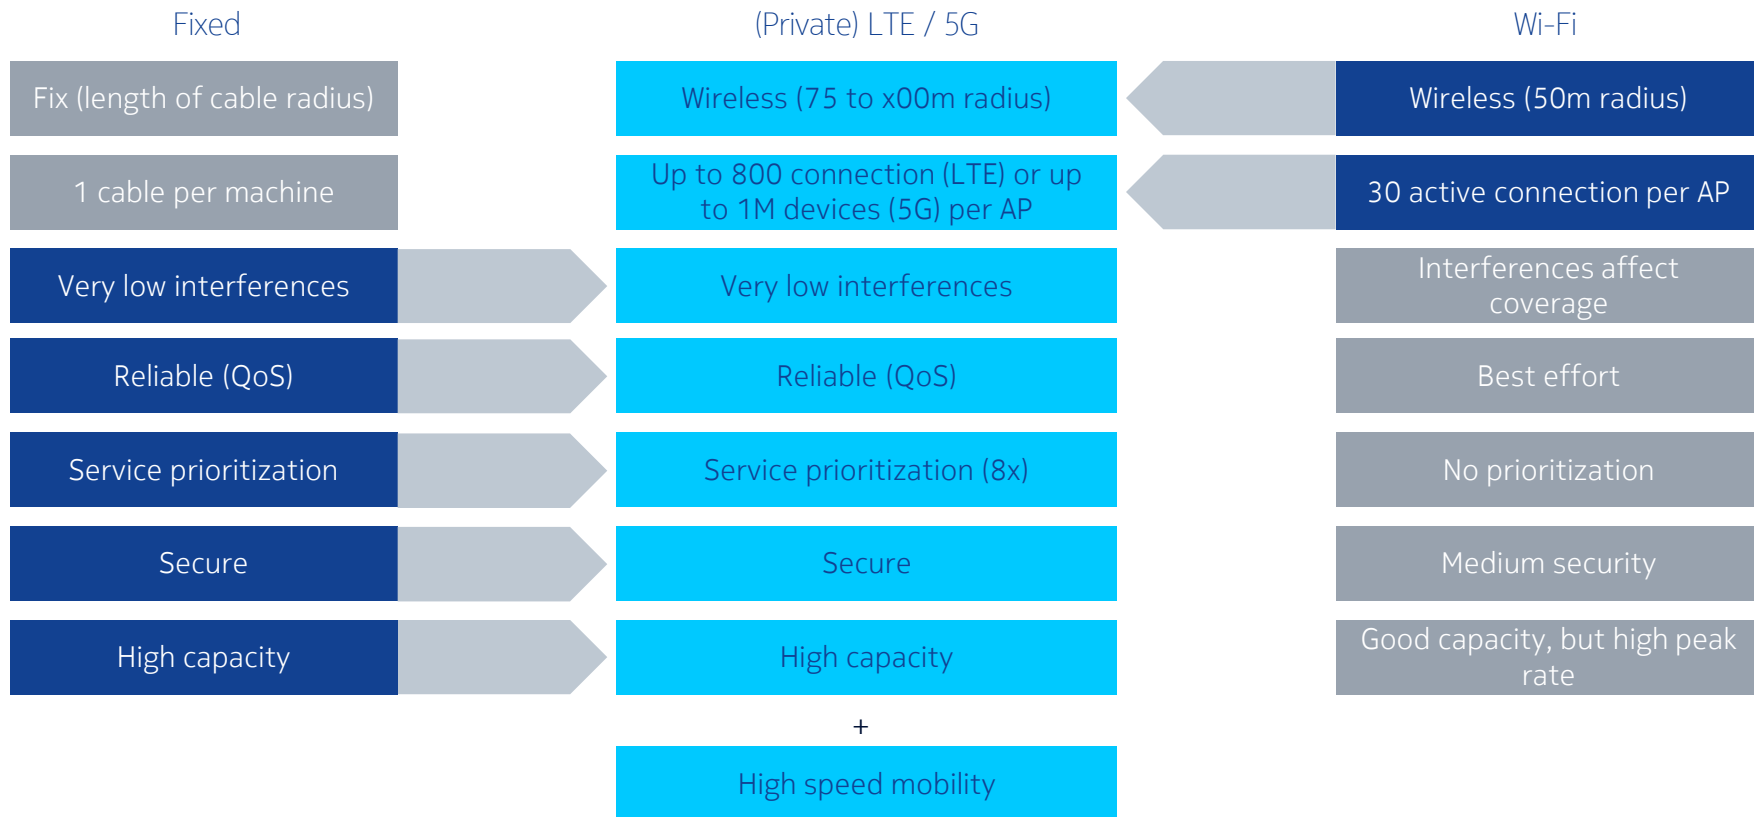 Fixed
(Private) LTE / 5G
Wi-Fi
Fix (length of cable radius)
Wireless (75 to x00m radius)
Wireless (50m radius)
1 cable per machine
Up to 800 connection (LTE) or up
to 1M devices (5G) per AP
30 active connection per AP
Very low interferences
Very low interferences
Interferences affect
coverage
Reliable (QoS)
Reliable (QoS)
Best effort
Service prioritization
Service prioritization (8x)
No prioritization
Secure
Secure
Medium security
High capacity
High capacity
Good capacity, but high peak
rate
+
High speed mobility